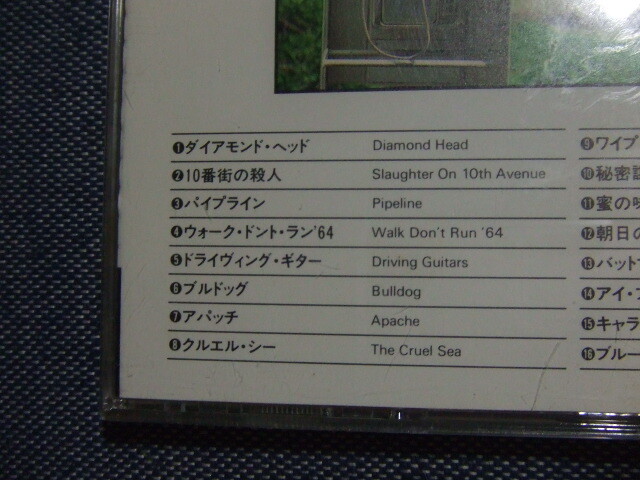 ❶ダイアモンド・ヘッド Diamond Head
❷10番街の殺人 Slaughter On 10th Avenue
❸パイプライン Pipeline
❹ウォーク・ドント・ラン'64 Walk Don't Run '64
❺ドライヴィング・ギター Driving Guitars
❻ブルドッグ Bulldog
❼アパッチ Apache
❽クルエル・シー The Cruel Sea
❾ワイプ
❿秘密
⓫蜜の味
⓬朝日の
⓭バット
⓮アイ・フ
⓯キャラ
⓰ブルー